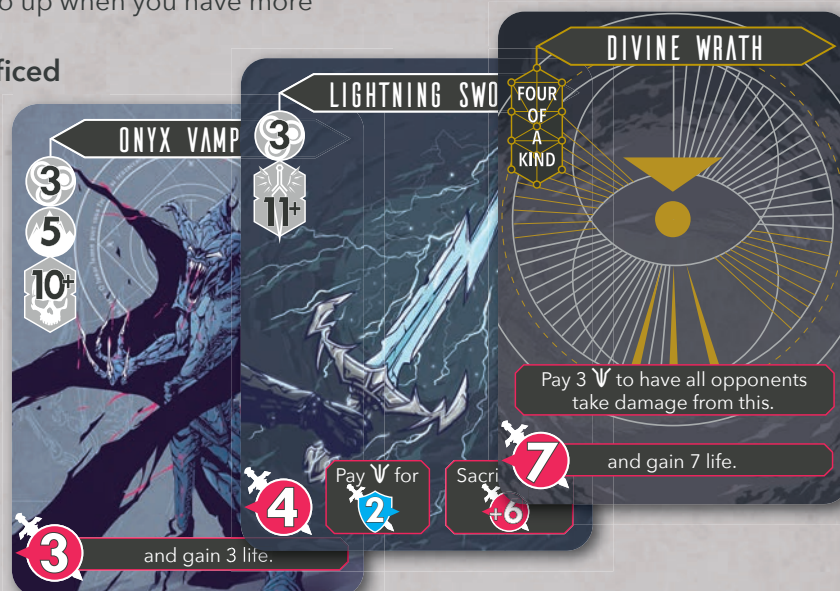 up when you have more
ONYX VAMP
3
5
10+
3
and gain 3 life.
LIGHTNING SWO
3
11+
4
Pay for
2
Sacri
+6
DIVINE WRATH
FOUR
OF
A
KIND
Pay 3 to have all opponents
take damage from this.
7
and gain 7 life.